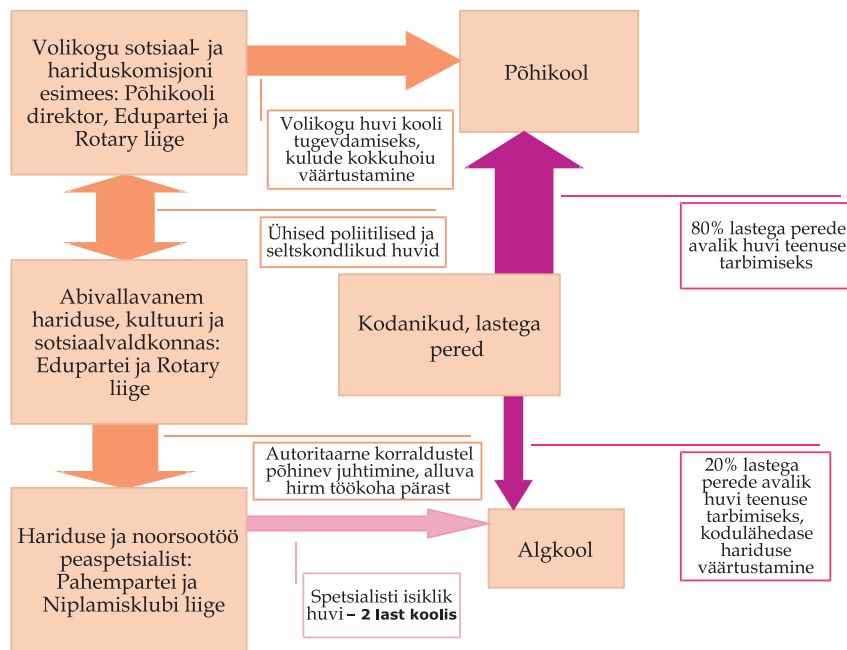 Volikogu sotsiaal- ja
hariduskomisjoni
esimees: Põhikooli
direktor, Edupartei ja
Rotary liige
Põhikool
Volikogu huvi kooli
tugevdamiseks,
kulude kokkuhoiu
väärtustamine
Ühised poliitilised ja
seltskondlikud huvid
80% lastega perede
avalik huvi teenuse
tarbimiseks
Abivallavanem
hariduse, kultuuri ja
sotsiaalvaldkonnas:
Edupartei ja Rotary
liige
Kodanikud, lastega
pered
Autoritaarne korraldustel
põhinev juhtimine, alluva
hirm töökoha pärast
20% lastega
perede avalik
huvi teenuse
tarbimiseks,
kodulähedase
hariduse
väärtustamine
Hariduse ja noorsootöö
peaspetsialist:
Pahempartei ja
Niplamisklubi liige
Algkool
Spetsialisti isiklik
huvi – 2 last koolis